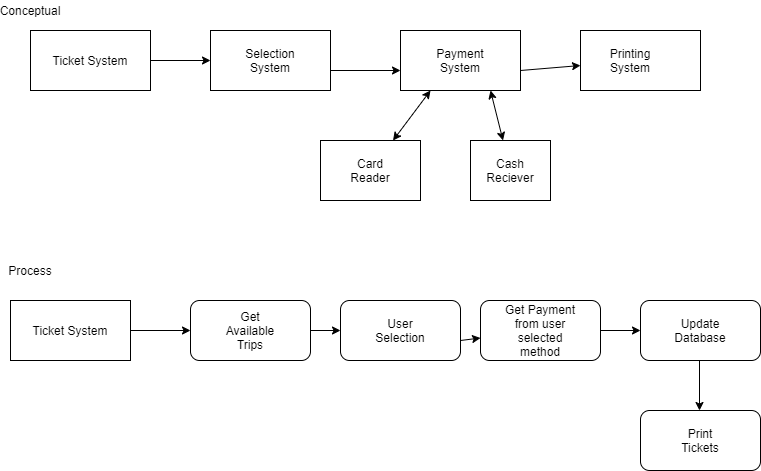 Conceptual
Ticket System
Selection
System
Payment
System
Printing
System
Card
Reader
Cash
Reciever
Process
Ticket System
Get
Available
Trips
User
Selection
Get Payment
from user
selected
method
Update
Database
Print
Tickets